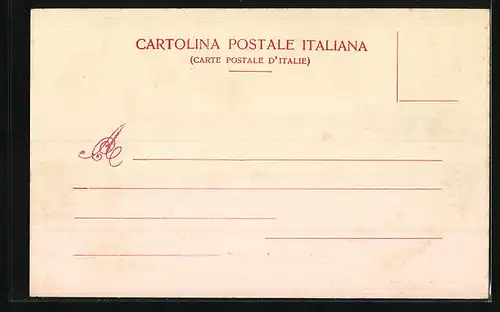 CARTOLINA POSTALE ITALIANA
(CARTE POSTALE D'ITALIE)
A